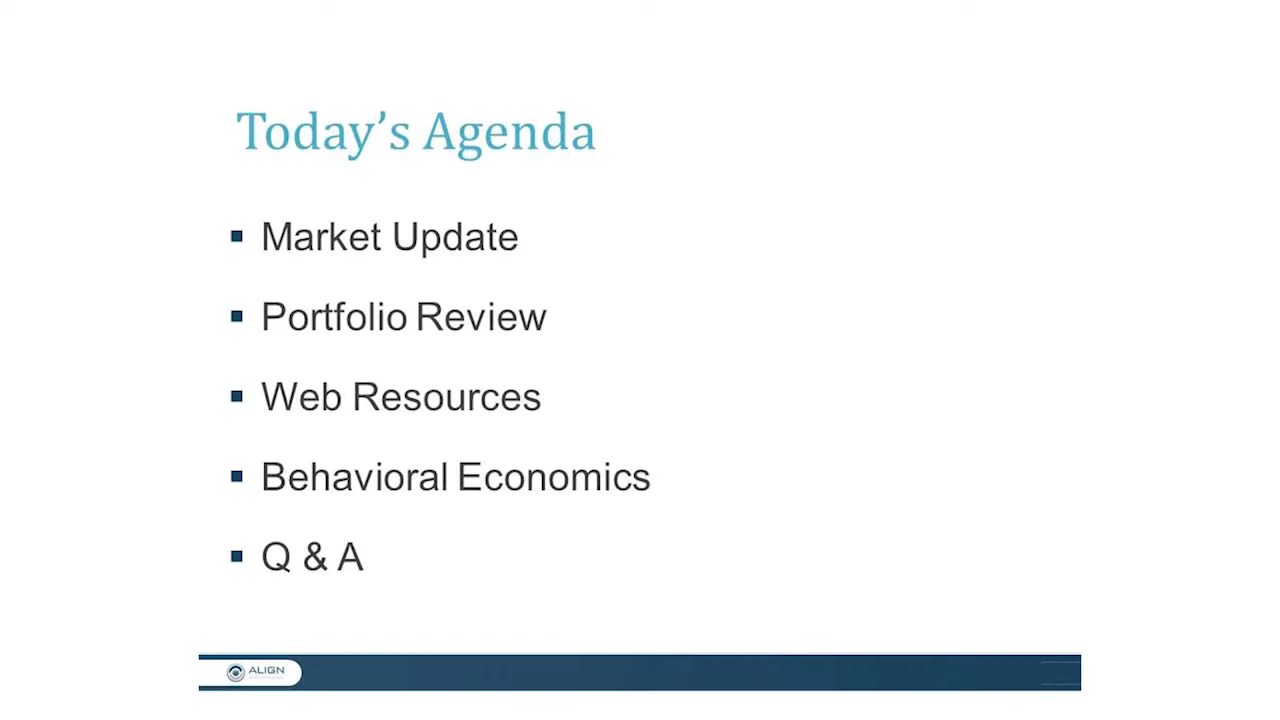 Today’s Agenda
▪ Market Update
▪ Portfolio Review
▪ Web Resources
▪ Behavioral Economics
▪ Q & A
ALIGN